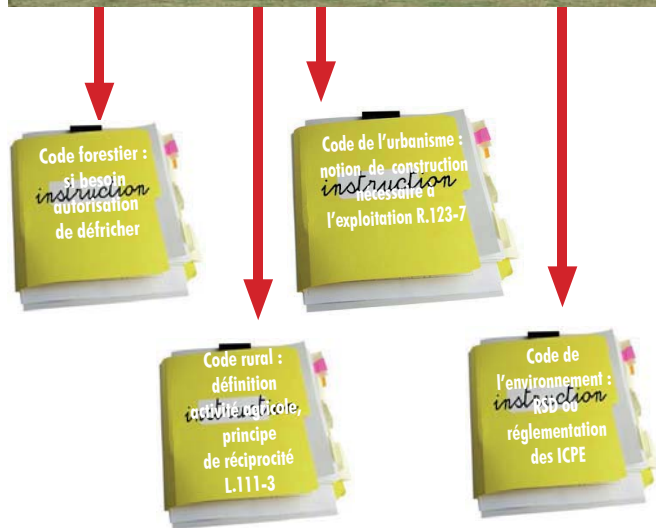 Code forestier :
si besoin
instruction
autorisation
de défricher
Code de l’urbanisme :
notion de construction
instruction
nécessaire à
l’exploitation R.123-7
Code rural :
définition
instruction
activité agricole,
principe
de réciprocité
L.111-3
Code de
l’environnement :
instruction
RSD ou
réglementation
des ICPE